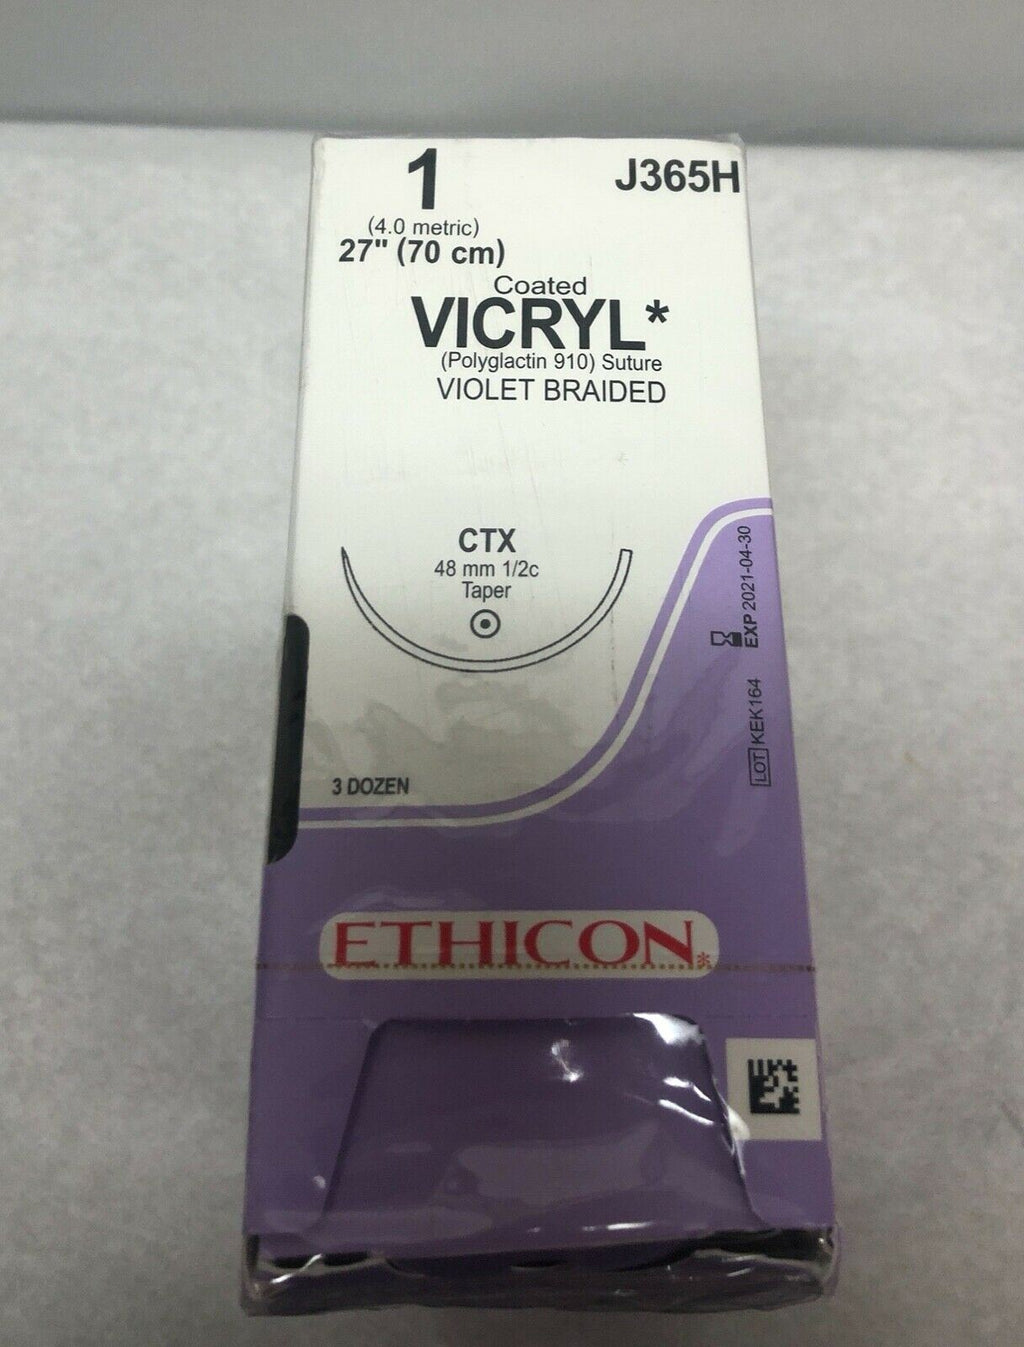 1
J365H
(4.0 metric)
27" (70 cm)
Coated
VICRYL*
(Polyglactin 910) Suture
VIOLET BRAIDED
CTX
48 mm 1/2c
Taper
EXP 2021-04-30
LOT KEK164
3 DOZEN
ETHICON*